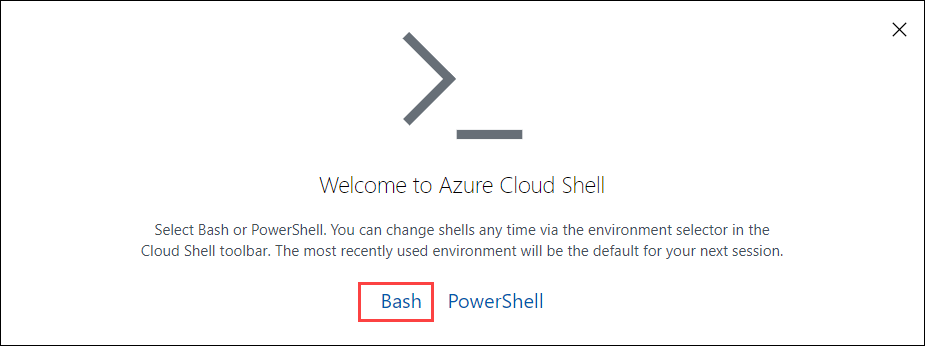 Welcome to Azure Cloud Shell
Select Bash or PowerShell. You can change shells any time via the environment selector in the
Cloud Shell toolbar. The most recently used environment will be the default for your next session.
Bash PowerShell